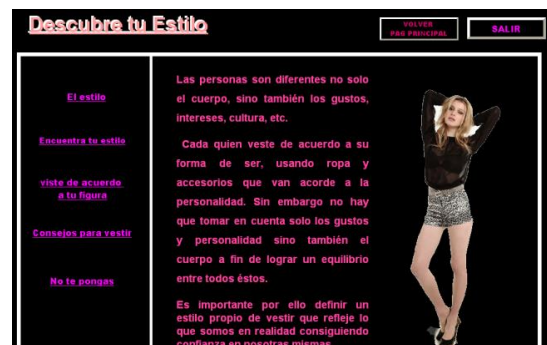 Descubre tu Estilo
VOLVER
PAG PRINCIPAL
SALIR
El estilo
Encuentra tu estilo
viste de acuerdo
a tu figura
Consejos para vestir
No te pongas
Las personas son diferentes no solo
el cuerpo, sino también los gustos,
intereses, cultura, etc.
Cada quien veste de acuerdo a su
forma de ser, usando ropa y
accesorios que van acorde a la
personalidad. Sin embargo no hay
que tomar en cuenta solo los gustos
y personalidad sino también el
cuerpo a fin de lograr un equilibrio
entre todos éstos.
Es importante por ello definir un
estilo propio de vestir que refleje lo
que somos en realidad consiguiendo
confianza en nosotras mismas